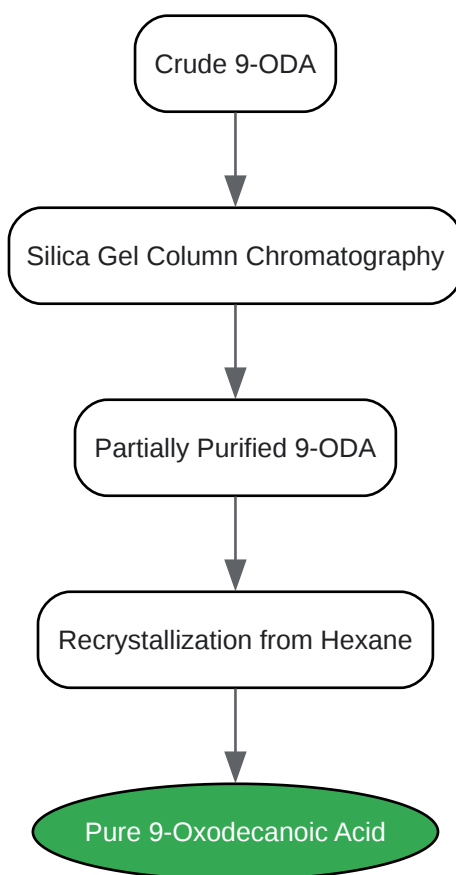 Crude 9-ODA
Silica Gel Column Chromatography
Partially Purified 9-ODA
Recrystallization from Hexane
Pure 9-Oxodecanoic Acid